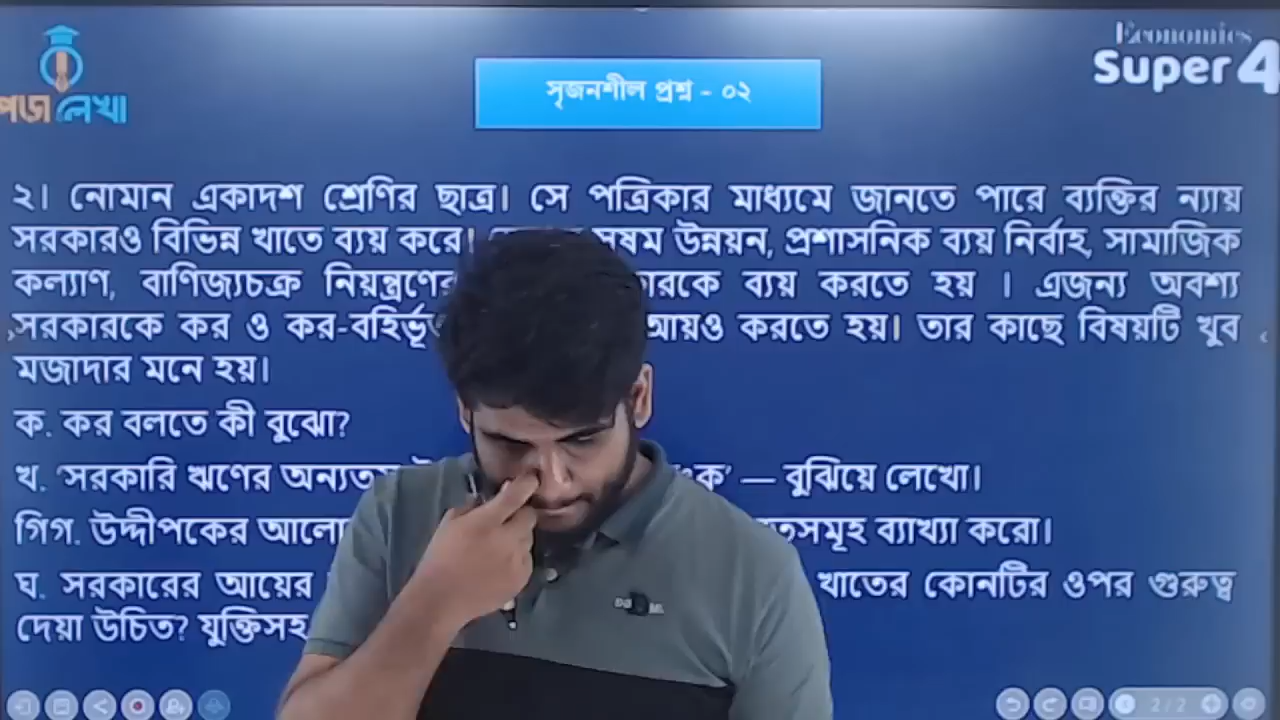 Economics
Super 4
পড়ালেখা
সৃজনশীল প্রশ্ন - ০২
২। নোমান একাদশ শ্রেণির ছাত্র। সে পত্রিকার মাধ্যমে জানতে পারে ব্যক্তির ন্যায়
সরকারও বিভিন্ন খাতে ব্যয় করে। সুষম উন্নয়ন, প্রশাসনিক ব্যয় নির্বাহ, সামাজিক
কল্যাণ, বাণিজ্যচক্র নিয়ন্ত্রণের ব্যয় করতে হয় । এজন্য অবশ্য
সরকারকে কর ও কর-বহির্ভূত আয়ও করতে হয়। তার কাছে বিষয়টি খুব
মজাদার মনে হয়।
ক. কর বলতে কী বুঝো?
খ. ‘সরকারি ঋণের অন্যতম — বুঝিয়ে লেখো।
গিগ. উদ্দীপকের ব্যাখ্যা করো।
ঘ. সরকারের আয়ের খাতের কোনটির ওপর গুরুত্ব
দেয়া উচিত? যুক্তিসহ
2 / 2